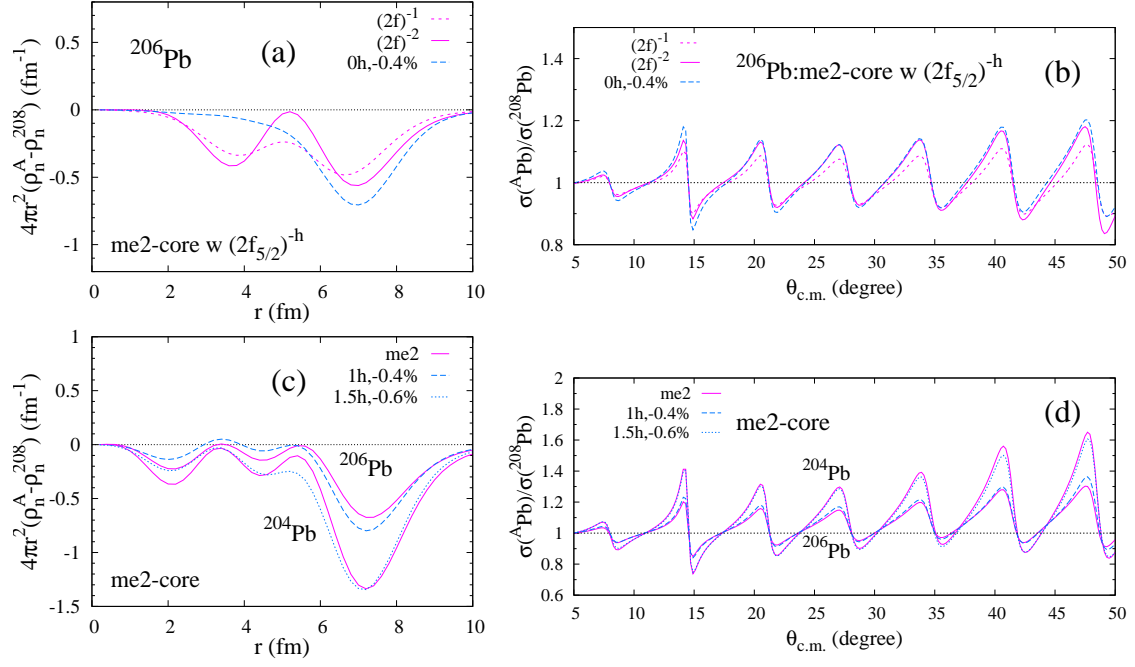 ²⁰⁶Pb
(a)
(2f)⁻¹
(2f)⁻²
0h,-0.4%
me2-core w (2f₅/₂)⁻ʰ
4πr²(ρₙᴬ-ρₙ²⁰⁸) (fm⁻¹)
0.5
0
-0.5
-1
0 2 4 6 8 10
r (fm)
(2f)⁻¹
(2f)⁻²
0h,-0.4%
²⁰⁶Pb:me2-core w (2f₅/₂)⁻ʰ
(b)
σ(ᴬPb)/σ(²⁰⁸Pb)
1.4
1.2
1
0.8
5 10 15 20 25 30 35 40 45 50
θc.m. (degree)
(c)
me2
1h,-0.4%
1.5h,-0.6%
²⁰⁶Pb
²⁰⁴Pb
me2-core
4πr²(ρₙᴬ-ρₙ²⁰⁸) (fm⁻¹)
1
0.5
0
-0.5
-1
-1.5
0 2 4 6 8 10
r (fm)
me2
1h,-0.4%
1.5h,-0.6%
me2-core
(d)
²⁰⁴Pb
²⁰⁶Pb
σ(ᴬPb)/σ(²⁰⁸Pb)
2
1.8
1.6
1.4
1.2
1
0.8
0.6
5 10 15 20 25 30 35 40 45 50
θc.m. (degree)